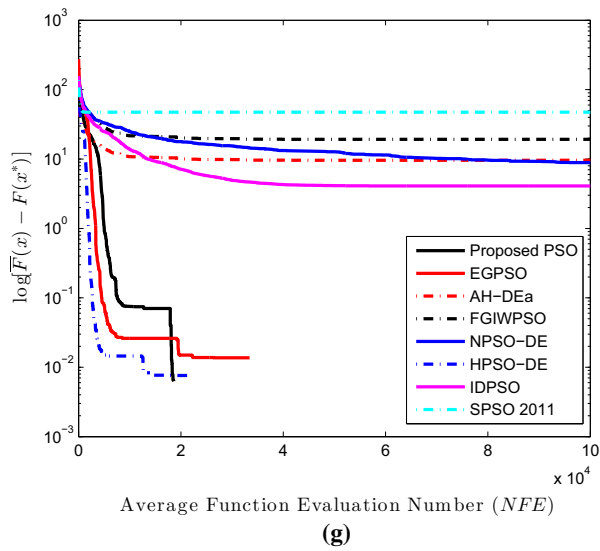 10^3
10^2
10^1
10^0
10^−1
10^−2
10^−3
log[F̅(x) − F(x*)]
Proposed PSO
EGPSO
AH−DEa
FGIWPSO
NPSO−DE
HPSO−DE
IDPSO
SPSO 2011
0 2 4 6 8 10
x 10^4
Average Function Evaluation Number (NFE)
(g)